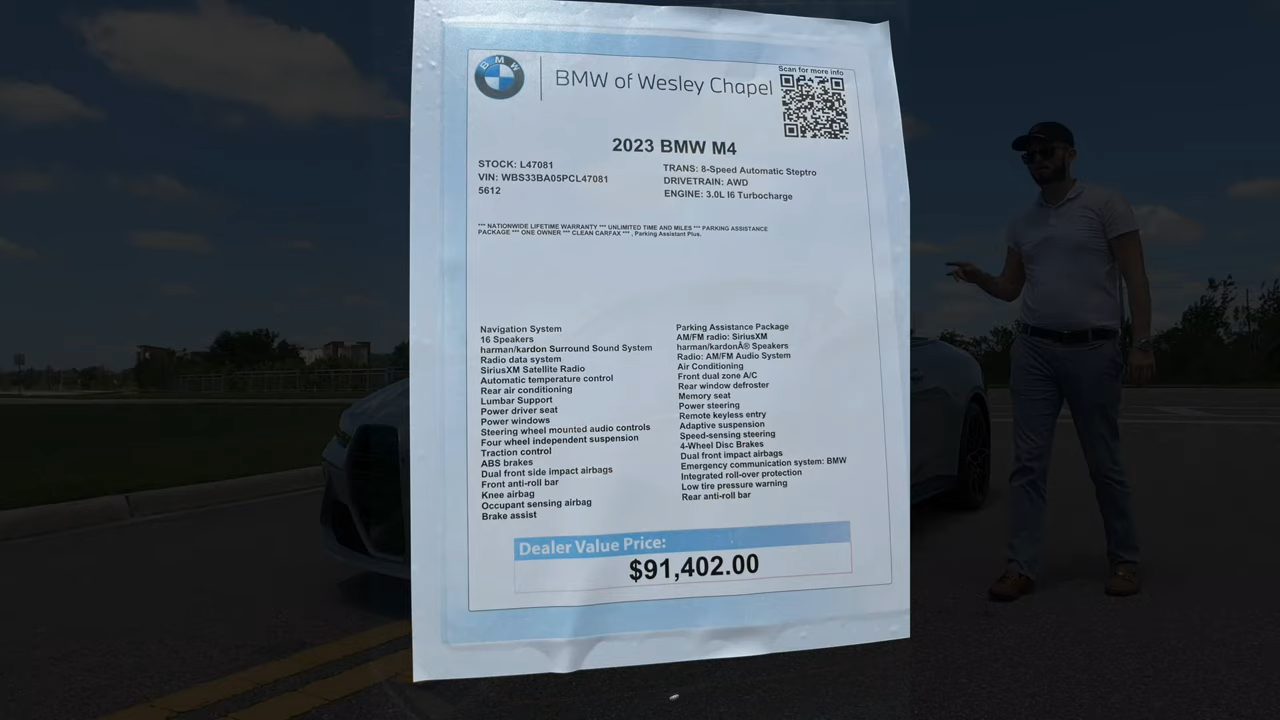 BMW
BMW of Wesley Chapel
Scan for more info
2023 BMW M4
STOCK: L47081
VIN: WBS33BA05PCL47081
5612
TRANS: 8-Speed Automatic Steptro
DRIVETRAIN: AWD
ENGINE: 3.0L I6 Turbocharge
*** NATIONWIDE LIFETIME WARRANTY *** UNLIMITED TIME AND MILES *** PARKING ASSISTANCE
PACKAGE *** ONE OWNER *** CLEAN CARFAX *** , Parking Assistant Plus.
Navigation System
16 Speakers
harman/kardon Surround Sound System
Radio data system
SiriusXM Satellite Radio
Automatic temperature control
Rear air conditioning
Lumbar Support
Power driver seat
Power windows
Steering wheel mounted audio controls
Four wheel independent suspension
Traction control
ABS brakes
Dual front side impact airbags
Front anti-roll bar
Knee airbag
Occupant sensing airbag
Brake assist
Parking Assistance Package
AM/FM radio: SiriusXM
harman/kardonÂ® Speakers
Radio: AM/FM Audio System
Air Conditioning
Front dual zone A/C
Rear window defroster
Memory seat
Power steering
Remote keyless entry
Adaptive suspension
Speed-sensing steering
4-Wheel Disc Brakes
Dual front impact airbags
Emergency communication system: BMW
Integrated roll-over protection
Low tire pressure warning
Rear anti-roll bar
Dealer Value Price:
$91,402.00